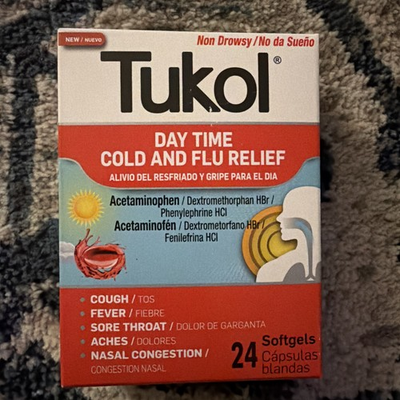 NEW / NUEVO
Non Drowsy/No da Sueño
Tukol®
DAY TIME
COLD AND FLU RELIEF
ALIVIO DEL RESFRIADO Y GRIPE PARA EL DIA
Acetaminophen / Dextromethorphan HBr /
Phenylephrine HCl
Acetaminofén / Dextrometorfano HBr /
Fenilefrina HCl
• COUGH / TOS
• FEVER / FIEBRE
• SORE THROAT / DOLOR DE GARGANTA
• ACHES / DOLORES
• NASAL CONGESTION /
CONGESTION NASAL
24 Softgels
Cápsulas
blandas